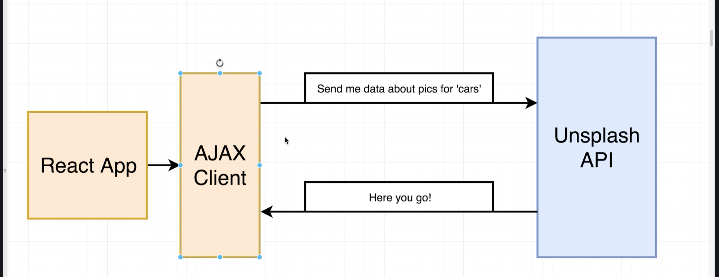 Send me data about pics for 'cars'
React App
AJAX
Client
Unsplash
API
Here you go!